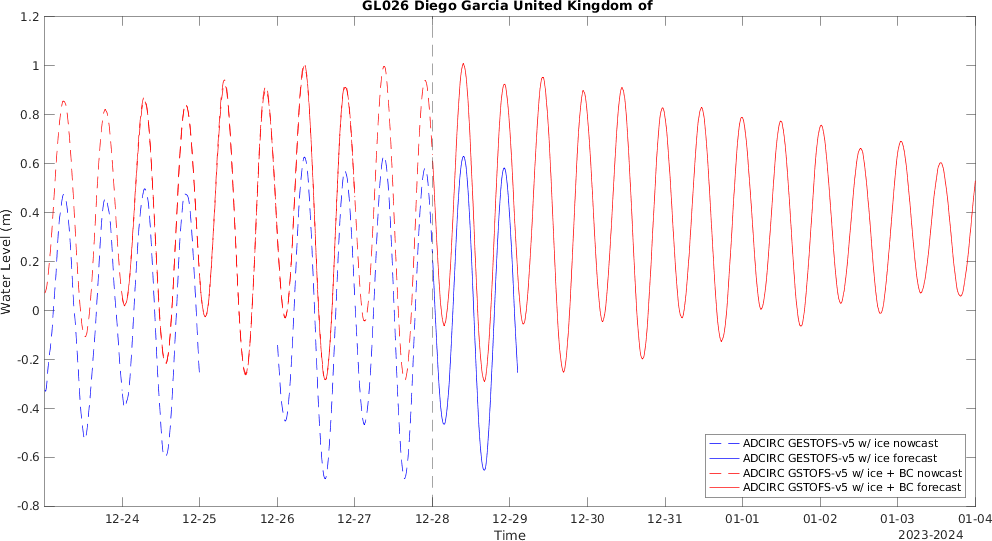 GL026 Diego Garcia United Kingdom of
1.2
1
0.8
0.6
0.4
0.2
0
-0.2
-0.4
-0.6
-0.8
Water Level (m)
ADCIRC GESTOFS-v5 w/ ice nowcast
ADCIRC GESTOFS-v5 w/ ice forecast
ADCIRC GSTOFS-v5 w/ ice + BC nowcast
ADCIRC GSTOFS-v5 w/ ice + BC forecast
12-24 12-25 12-26 12-27 12-28 12-29 12-30 12-31 01-01 01-02 01-03 01-04
Time
2023-2024